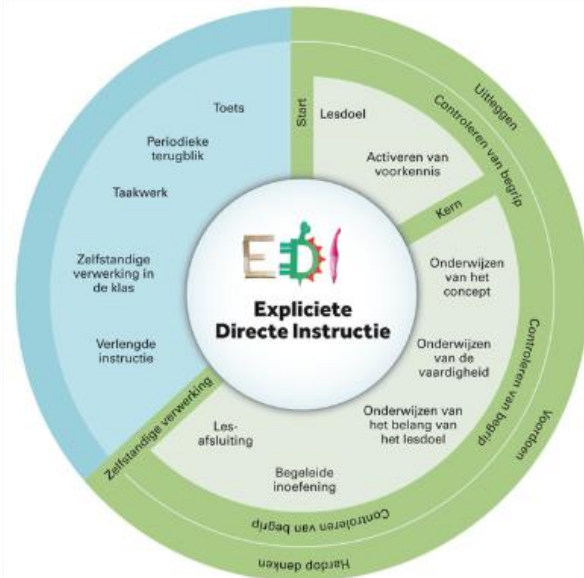 Start
Lesdoel
Activeren van
voorkennis
Kern
Onderwijzen
van het
concept
Onderwijzen
van de
vaardigheid
Onderwijzen van
het belang van
het lesdoel
Begeleide
inoefening
Les-
afsluiting
Zelfstandige verwerking
Verlengde
instructie
Zelfstandige
verwerking in
de klas
Taakwerk
Periodieke
terugblik
Toets
EDI
Expliciete
Directe Instructie
Controleren van begrip
Controleren van begrip
Controleren van begrip
Uitleggen
Voordoen
Hardop denken